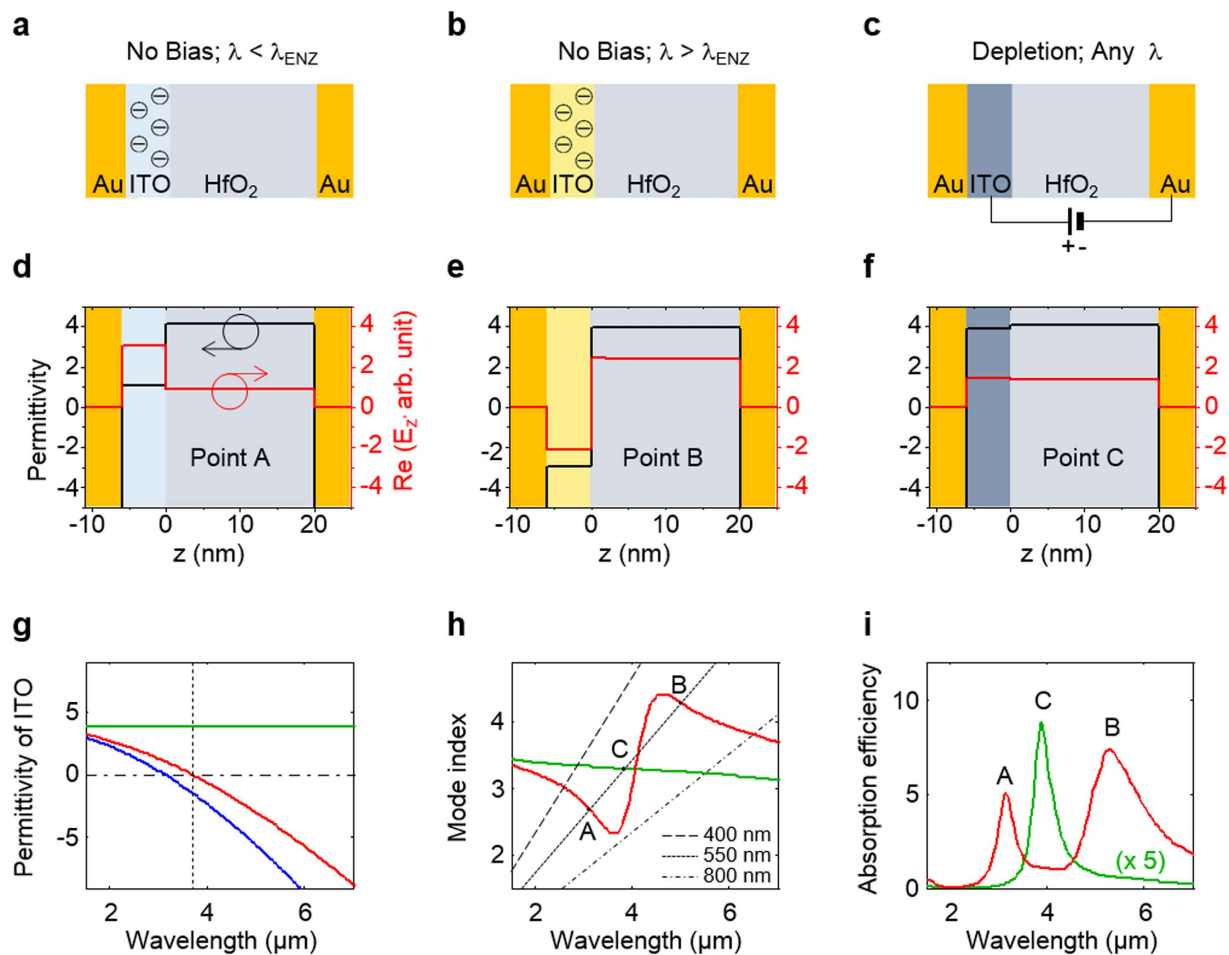 a
No Bias; λ < λENZ
Au ITO HfO2 Au
b
No Bias; λ > λENZ
Au ITO HfO2 Au
c
Depletion; Any λ
Au ITO HfO2 Au
+ -
d
4
2
0
-2
-4
Permittivity
4
2
0
-2
-4
Re (EZ, arb. unit)
Point A
-10 0 10 20
z (nm)
e
4
2
0
-2
-4
4
2
0
-2
-4
Point B
-10 0 10 20
z (nm)
f
4
2
0
-2
-4
4
2
0
-2
-4
Point C
-10 0 10 20
z (nm)
g
Permittivity of ITO
5
0
-5
2 4 6
Wavelength (μm)
h
Mode index
4
3
2
A
B
C
400 nm
550 nm
800 nm
2 4 6
Wavelength (μm)
i
Absorption efficiency
10
5
0
A
C
B
(x 5)
2 4 6
Wavelength (μm)